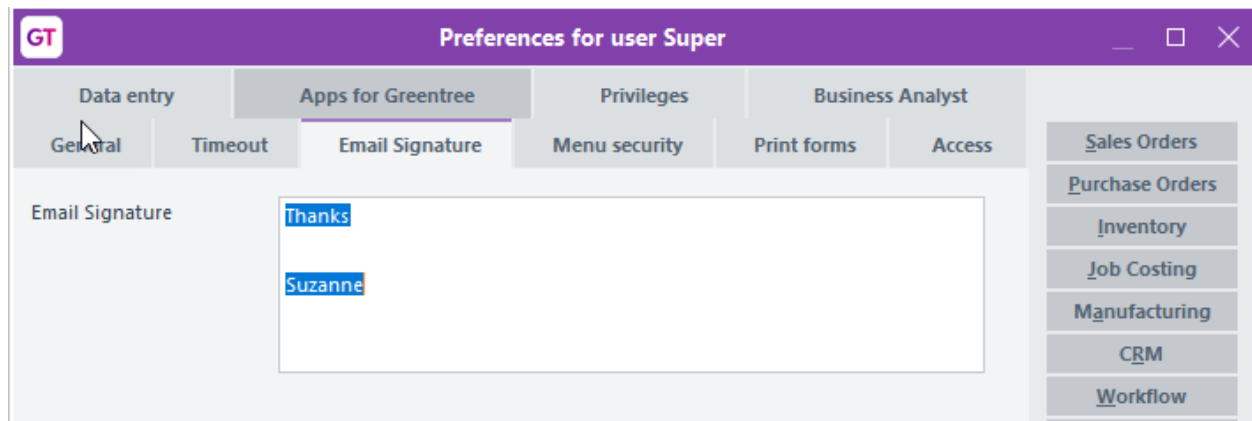 GT Preferences for user Super
Data entry Apps for Greentree Privileges Business Analyst
General Timeout Email Signature Menu security Print forms Access
Sales Orders
Purchase Orders
Email Signature
Thanks
Inventory
Job Costing
Suzanne
Manufacturing
CRM
Workflow